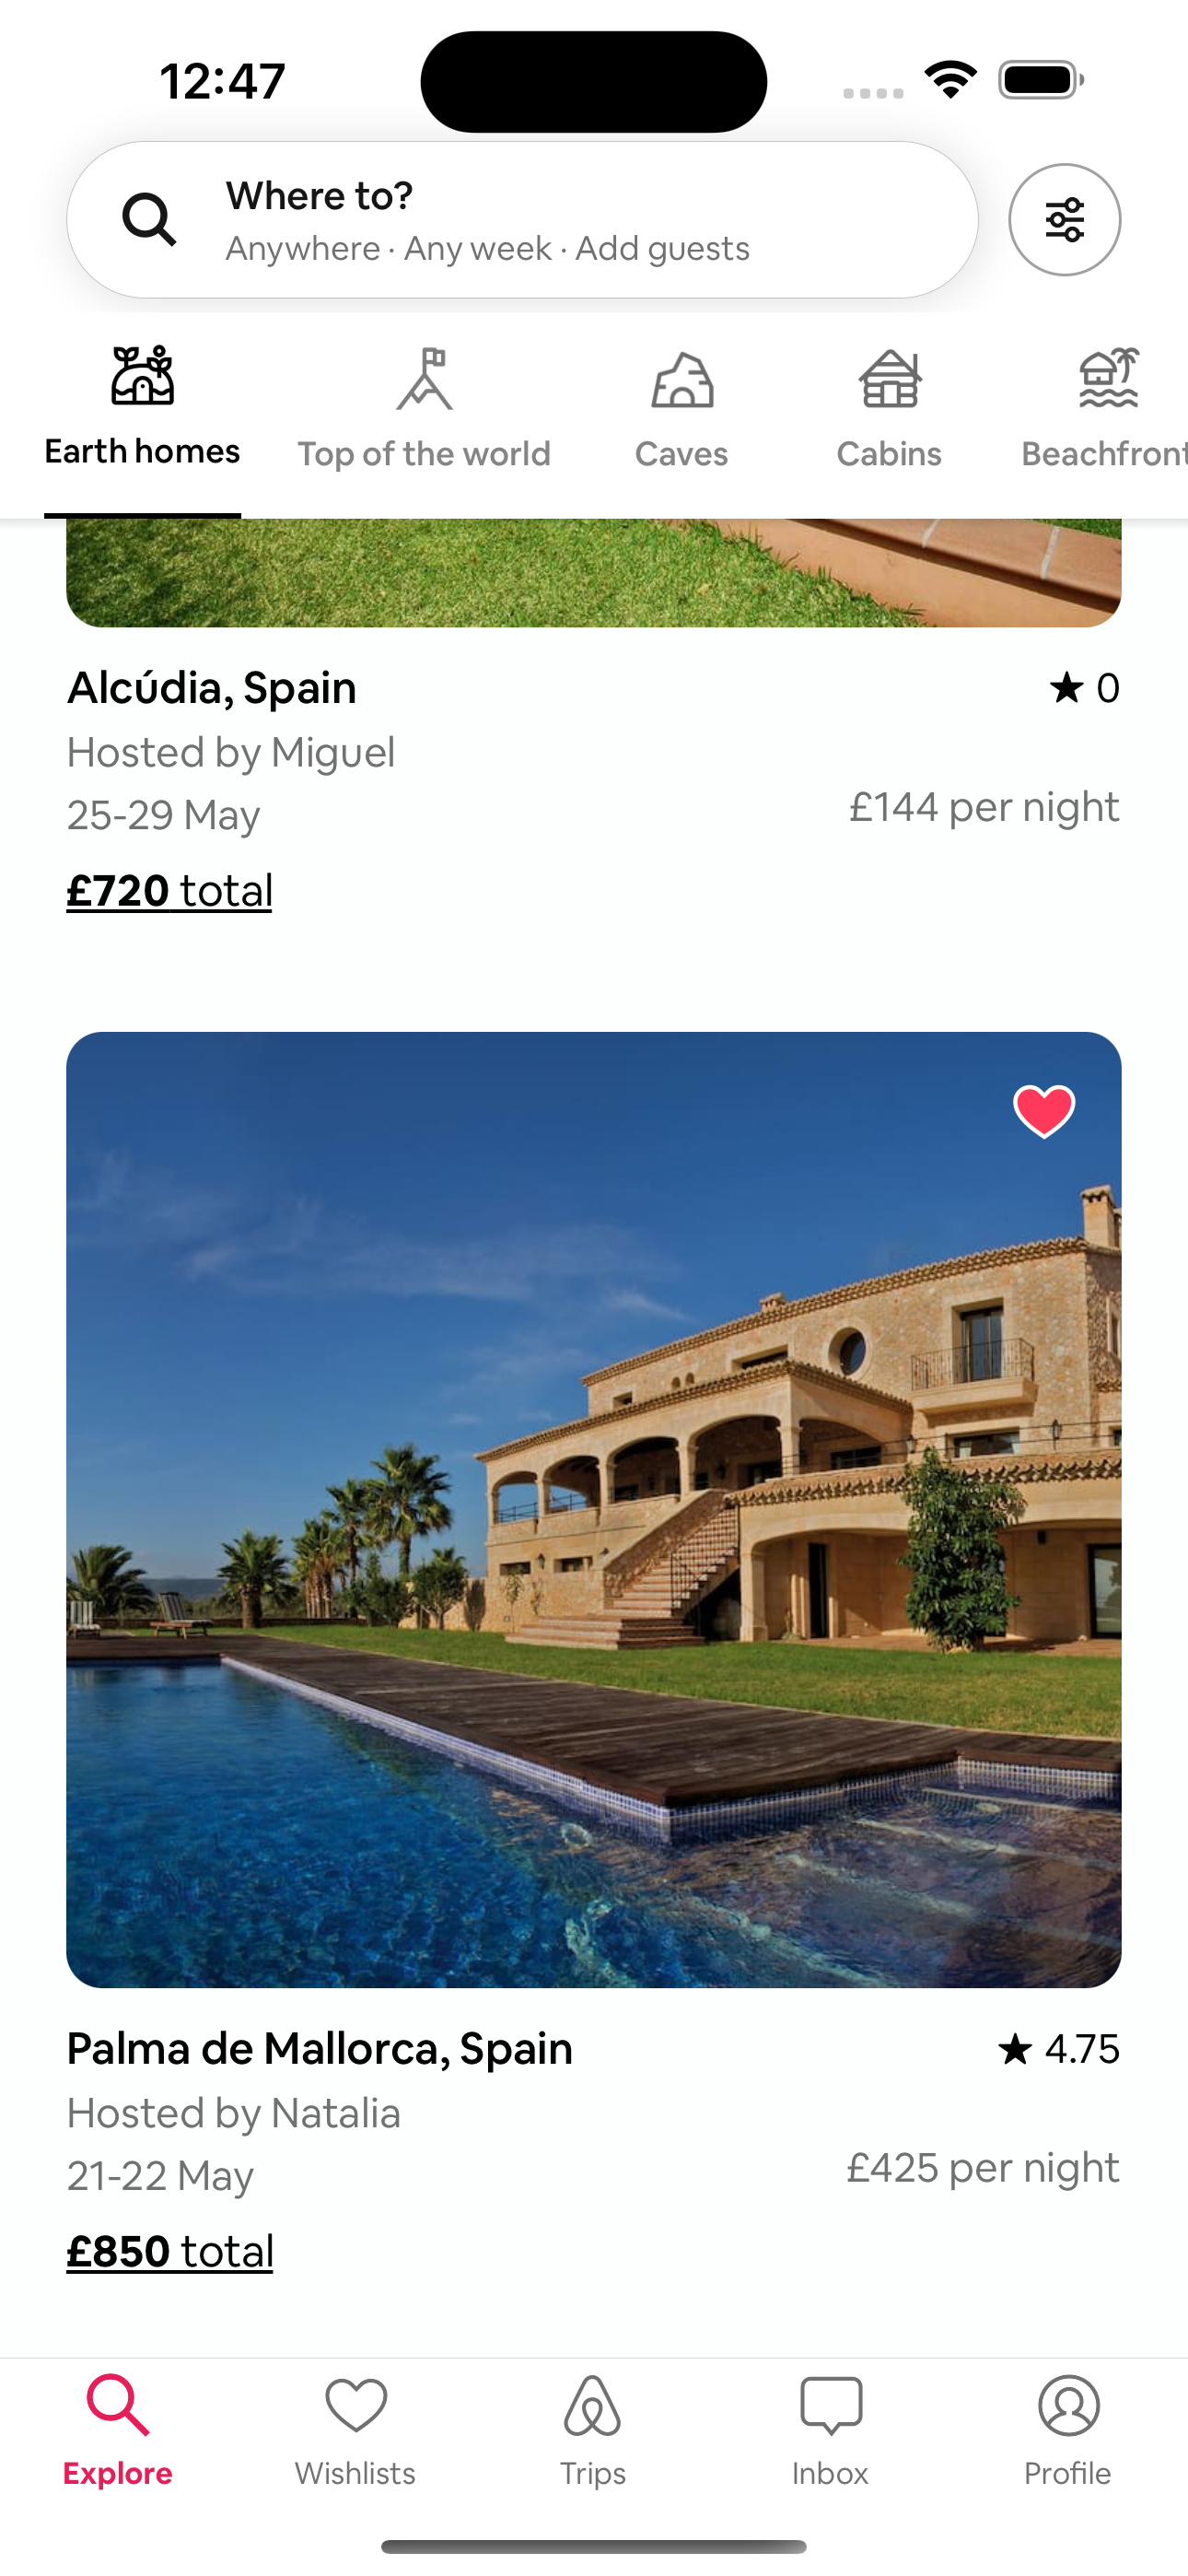 12:47
Where to?
Anywhere · Any week · Add guests
Earth homes
Top of the world
Caves
Cabins
Beachfront
Alcúdia, Spain
★ 0
Hosted by Miguel
25-29 May
£144 per night
£720 total
Palma de Mallorca, Spain
★ 4.75
Hosted by Natalia
21-22 May
£425 per night
£850 total
Explore
Wishlists
Trips
Inbox
Profile